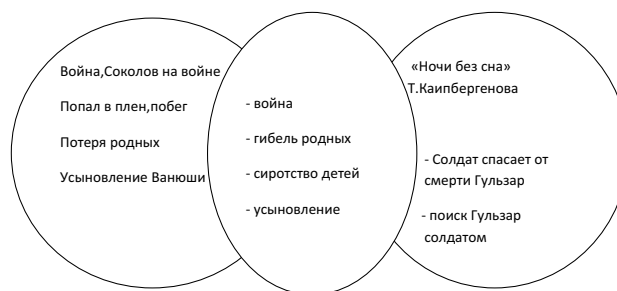 Война,Соколов на войне
Попал в плен,побег
Потеря родных
Усыновление Ванюши
- война
- гибель родных
- сиротство детей
- усыновление
«Ночи без сна»
Т.Каипбергенова
- Солдат спасает от
смерти Гульзар
- поиск Гульзар
солдатом